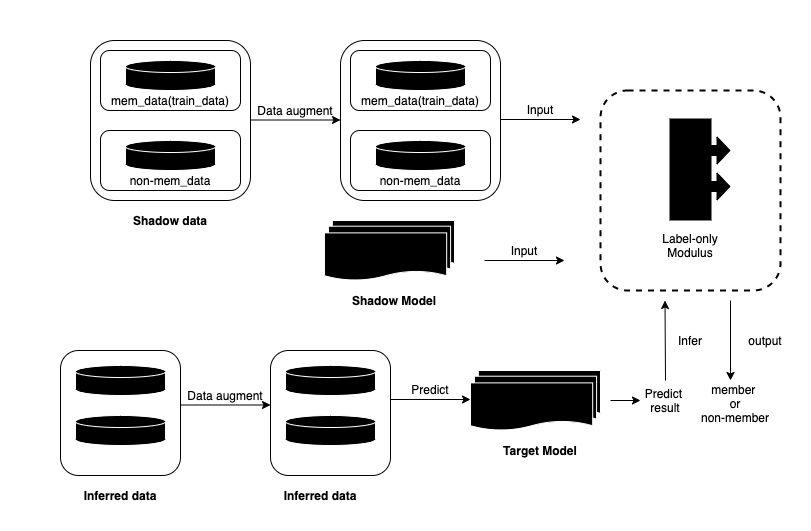 mem_data(train_data)
non-mem_data
Shadow data
Data augment
mem_data(train_data)
non-mem_data
Input
Label-only
Modulus
Shadow Model
Input
Infer
output
Inferred data
Data augment
Inferred data
Predict
Target Model
Predict
result
member
or
non-member